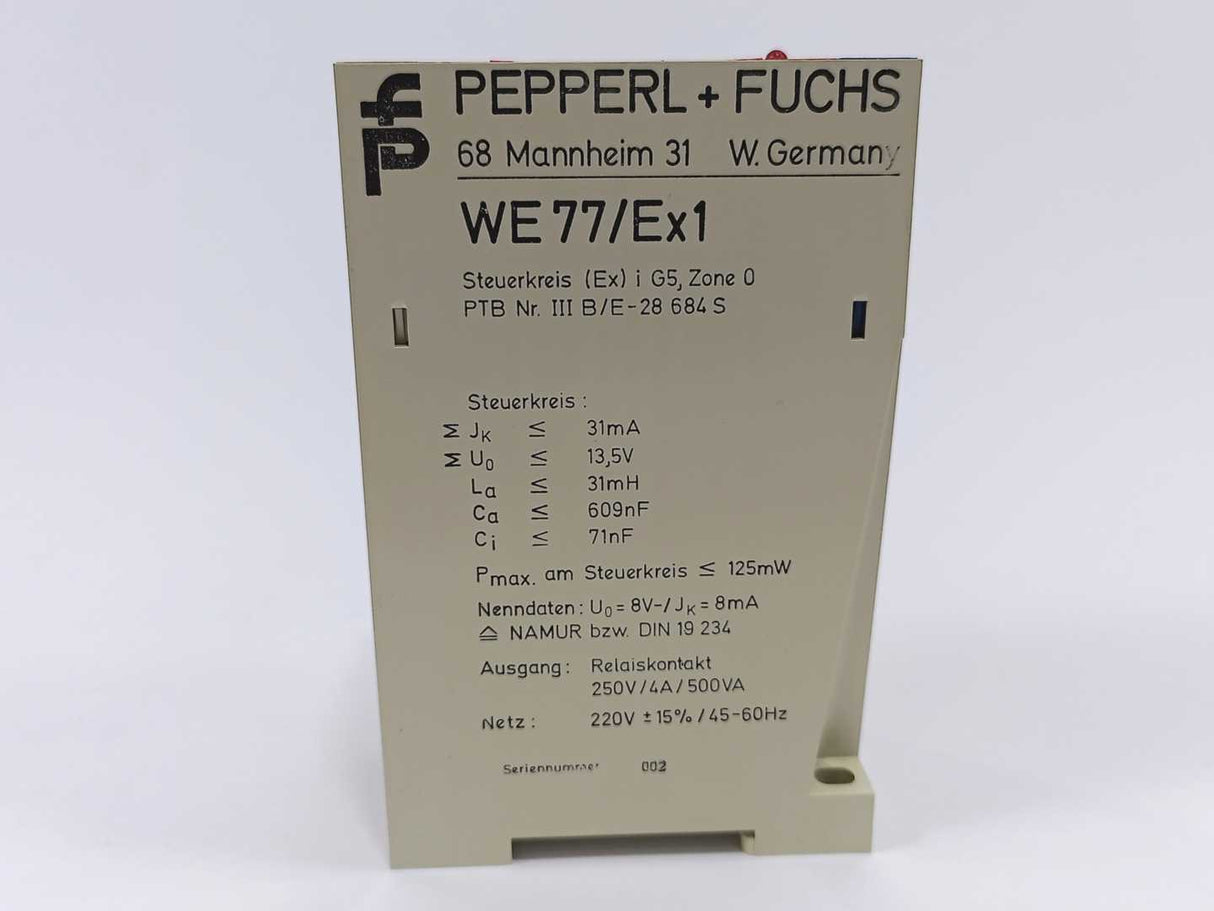 PEPPERL + FUCHS
68 Mannheim 31 W. Germany
WE 77/Ex1
Steuerkreis (Ex) i G5, Zone 0
PTB Nr. III B/E-28 684 S
Steuerkreis :
Σ JK ≤ 31mA
Σ U0 ≤ 13,5V
La ≤ 31mH
Ca ≤ 609nF
Ci ≤ 71nF
Pmax. am Steuerkreis ≤ 125mW
Nenndaten : U0 = 8V-/ JK = 8mA
≙ NAMUR bzw. DIN 19 234
Ausgang : Relaiskontakt
250V/4A/500VA
Netz : 220V ± 15% / 45-60Hz
Seriennummer 002